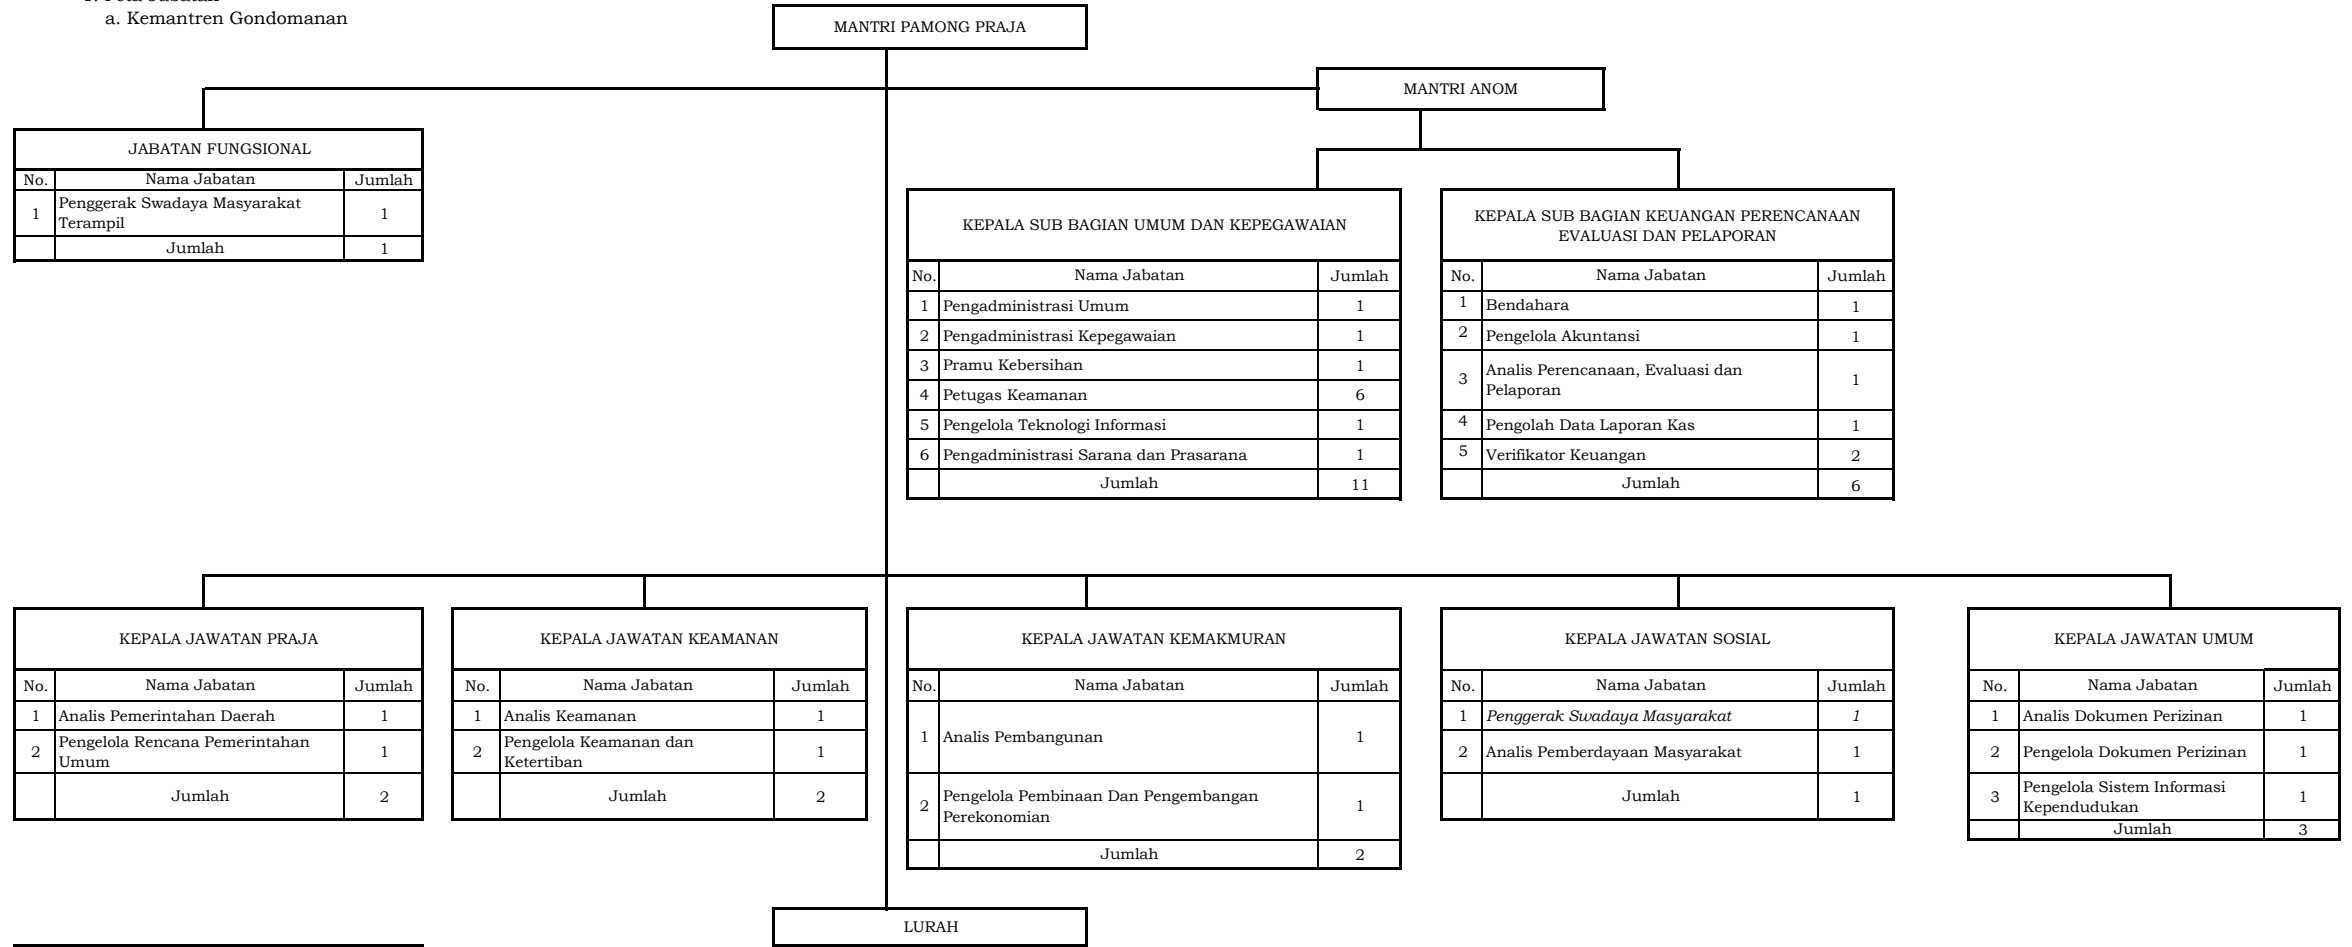 a. Kemantren Gondomanan
MANTRI PAMONG PRAJA
MANTRI ANOM
JABATAN FUNGSIONAL
No. Nama Jabatan Jumlah
1 Penggerak Swadaya Masyarakat
Terampil 1
Jumlah 1
KEPALA SUB BAGIAN UMUM DAN KEPEGAWAIAN
No. Nama Jabatan Jumlah
1 Pengadministrasi Umum 1
2 Pengadministrasi Kepegawaian 1
3 Pramu Kebersihan 1
4 Petugas Keamanan 6
5 Pengelola Teknologi Informasi 1
6 Pengadministrasi Sarana dan Prasarana 1
Jumlah 11
KEPALA SUB BAGIAN KEUANGAN PERENCANAAN
EVALUASI DAN PELAPORAN
No. Nama Jabatan Jumlah
1 Bendahara 1
2 Pengelola Akuntansi 1
3 Analis Perencanaan, Evaluasi dan
Pelaporan 1
4 Pengolah Data Laporan Kas 1
5 Verifikator Keuangan 2
Jumlah 6
KEPALA JAWATAN PRAJA
No. Nama Jabatan Jumlah
1 Analis Pemerintahan Daerah 1
2 Pengelola Rencana Pemerintahan
Umum 1
Jumlah 2
KEPALA JAWATAN KEAMANAN
No. Nama Jabatan Jumlah
1 Analis Keamanan 1
2 Pengelola Keamanan dan
Ketertiban 1
Jumlah 2
KEPALA JAWATAN KEMAKMURAN
No. Nama Jabatan Jumlah
1 Analis Pembangunan 1
2 Pengelola Pembinaan Dan Pengembangan
Perekonomian 1
Jumlah 2
KEPALA JAWATAN SOSIAL
No. Nama Jabatan Jumlah
1 Penggerak Swadaya Masyarakat 1
2 Analis Pemberdayaan Masyarakat 1
Jumlah 1
KEPALA JAWATAN UMUM
No. Nama Jabatan Jumlah
1 Analis Dokumen Perizinan 1
2 Pengelola Dokumen Perizinan 1
3 Pengelola Sistem Informasi
Kependudukan 1
Jumlah 3
LURAH